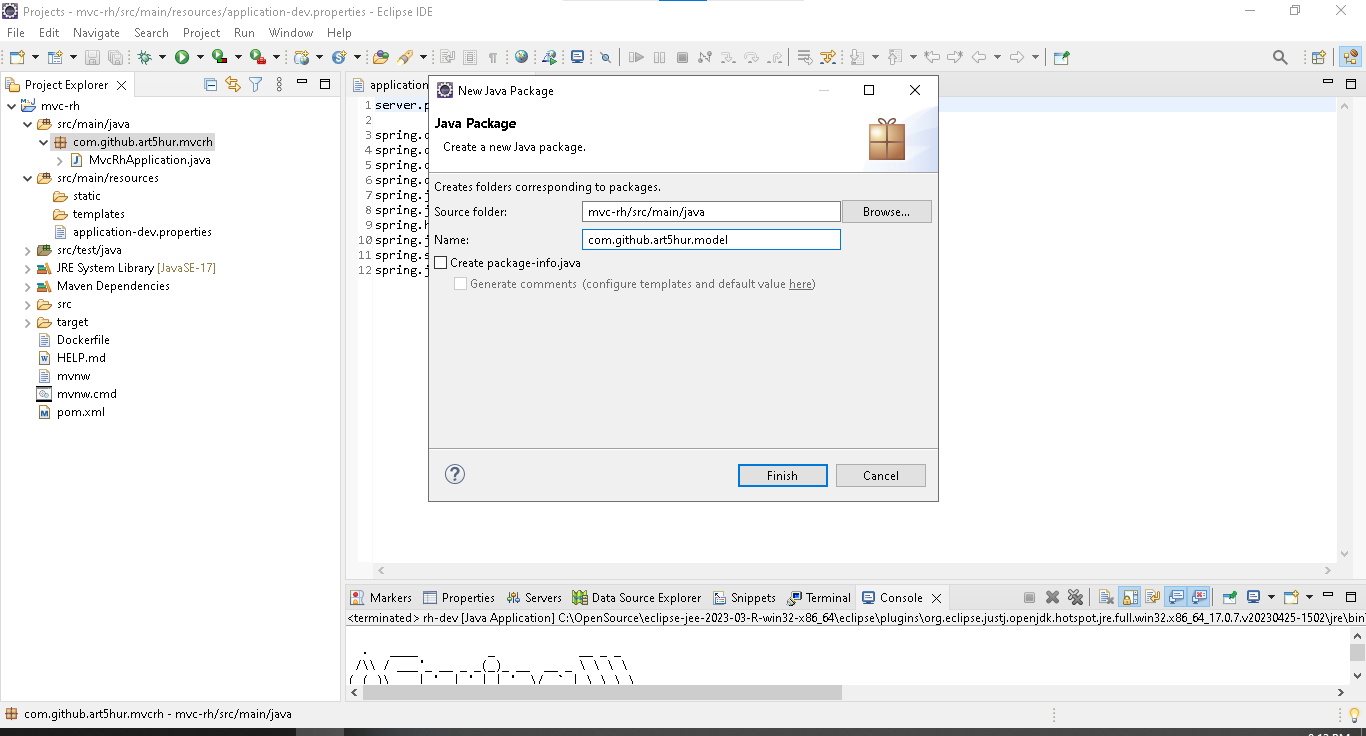 Projects - mvc-rh/src/main/resources/application-dev.properties - Eclipse IDE
File Edit Navigate Search Project Run Window Help
Project Explorer
mvc-rh
src/main/java
com.github.art5hur.mvcrh
MvcRhApplication.java
src/main/resources
static
templates
application-dev.properties
src/test/java
JRE System Library [JavaSE-17]
Maven Dependencies
src
target
Dockerfile
HELP.md
mvnw
mvnw.cmd
pom.xml
application
1 server.p
2
3 spring.d
4 spring.d
5 spring.d
6 spring.d
7 spring.j
8 spring.j
9 spring.h
10 spring.j
11 spring.s
12 spring.j
New Java Package
Java Package
Create a new Java package.
Creates folders corresponding to packages.
Source folder: mvc-rh/src/main/java Browse...
Name: com.github.art5hur.model
Create package-info.java
Generate comments (configure templates and default value here)
Finish Cancel
Markers Properties Servers Data Source Explorer Snippets Terminal Console
<terminated> rh-dev [Java Application] C:\OpenSource\eclipse-jee-2023-03-R-win32-x86_64\eclipse\plugins\org.eclipse.justj.openjdk.hotspot.jre.full.win32.x86_64_17.0.7.v20230425-1502\jre\bin
com.github.art5hur.mvcrh - mvc-rh/src/main/java